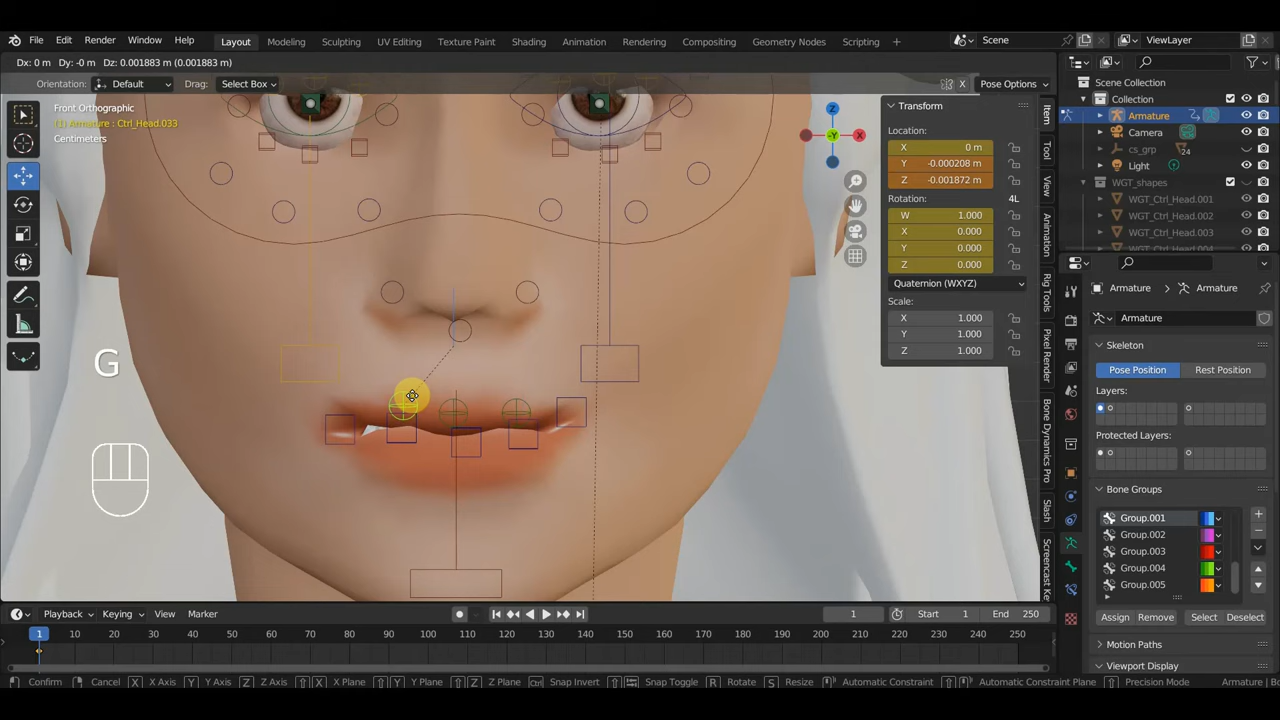 File Edit Render Window Help Layout Modeling Sculpting UV Editing Texture Paint Shading Animation Rendering Compositing Geometry Nodes Scripting + Scene ViewLayer
Dx: 0 m Dy: -0 m Dz: 0.001883 m (0.001883 m)
Orientation: Default Drag: Select Box X Pose Options
Front Orthographic
(1) Armature : Ctrl_Head.033
Centimeters
Z
X
-Y
G
Transform
Location:
X 0 m
Y -0.000208 m
Z -0.001872 m
Rotation: 4L
W 1.000
X 0.000
Y 0.000
Z 0.000
Quaternion (WXYZ)
Scale:
X 1.000
Y 1.000
Z 1.000
Item
Tool
View
Animation
Rig Tools
Pixel Render
Bone Dynamics Pro
Slash
Screencast Key
Scene Collection
Collection
Armature
Camera
cs_grp 24
Light
WGT_shapes
WGT_Ctrl_Head.001
WGT_Ctrl_Head.002
WGT_Ctrl_Head.003
Armature Armature
Armature
Skeleton
Pose Position Rest Position
Layers:
Protected Layers:
Bone Groups
Group.001
Group.002
Group.003
Group.004
Group.005
Assign Remove Select Deselect
Motion Paths
Viewport Display
Playback Keying View Marker 1 Start 1 End 250
1 10 20 30 40 50 60 70 80 90 100 110 120 130 140 150 160 170 180 190 200 210 220 230 240 250
Confirm Cancel X X Axis Y Y Axis Z Z Axis X X Plane Y Y Plane Z Z Plane Ctrl Snap Invert Snap Toggle R Rotate S Resize Automatic Constraint Automatic Constraint Plane Precision Mode Armature | Bo